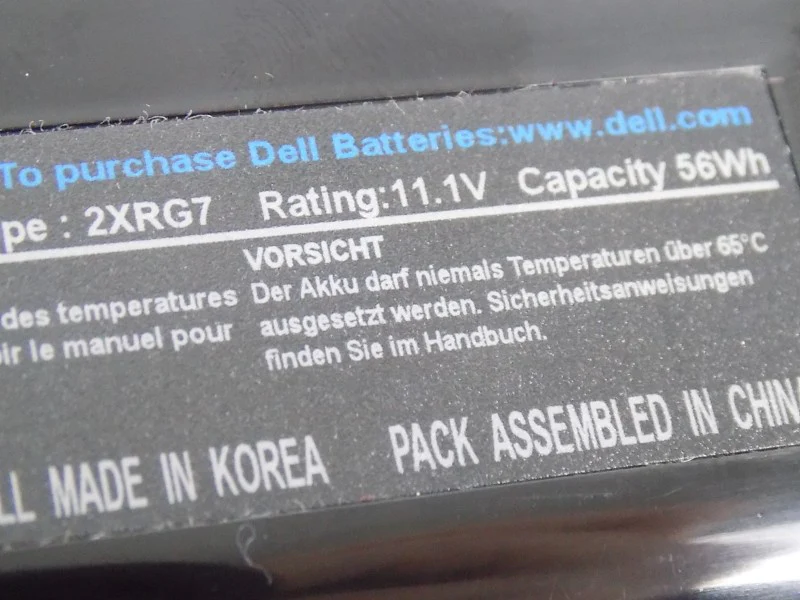 To purchase Dell Batteries:www.dell.com
pe : 2XRG7 Rating:11.1V Capacity 56Wh
des temperatures
ir le manuel pour
VORSICHT
Der Akku darf niemals Temperaturen über 65°C
ausgesetzt werden. Sicherheitsanweisungen
finden Sie im Handbuch.
LL MADE IN KOREA PACK ASSEMBLED IN CHIN